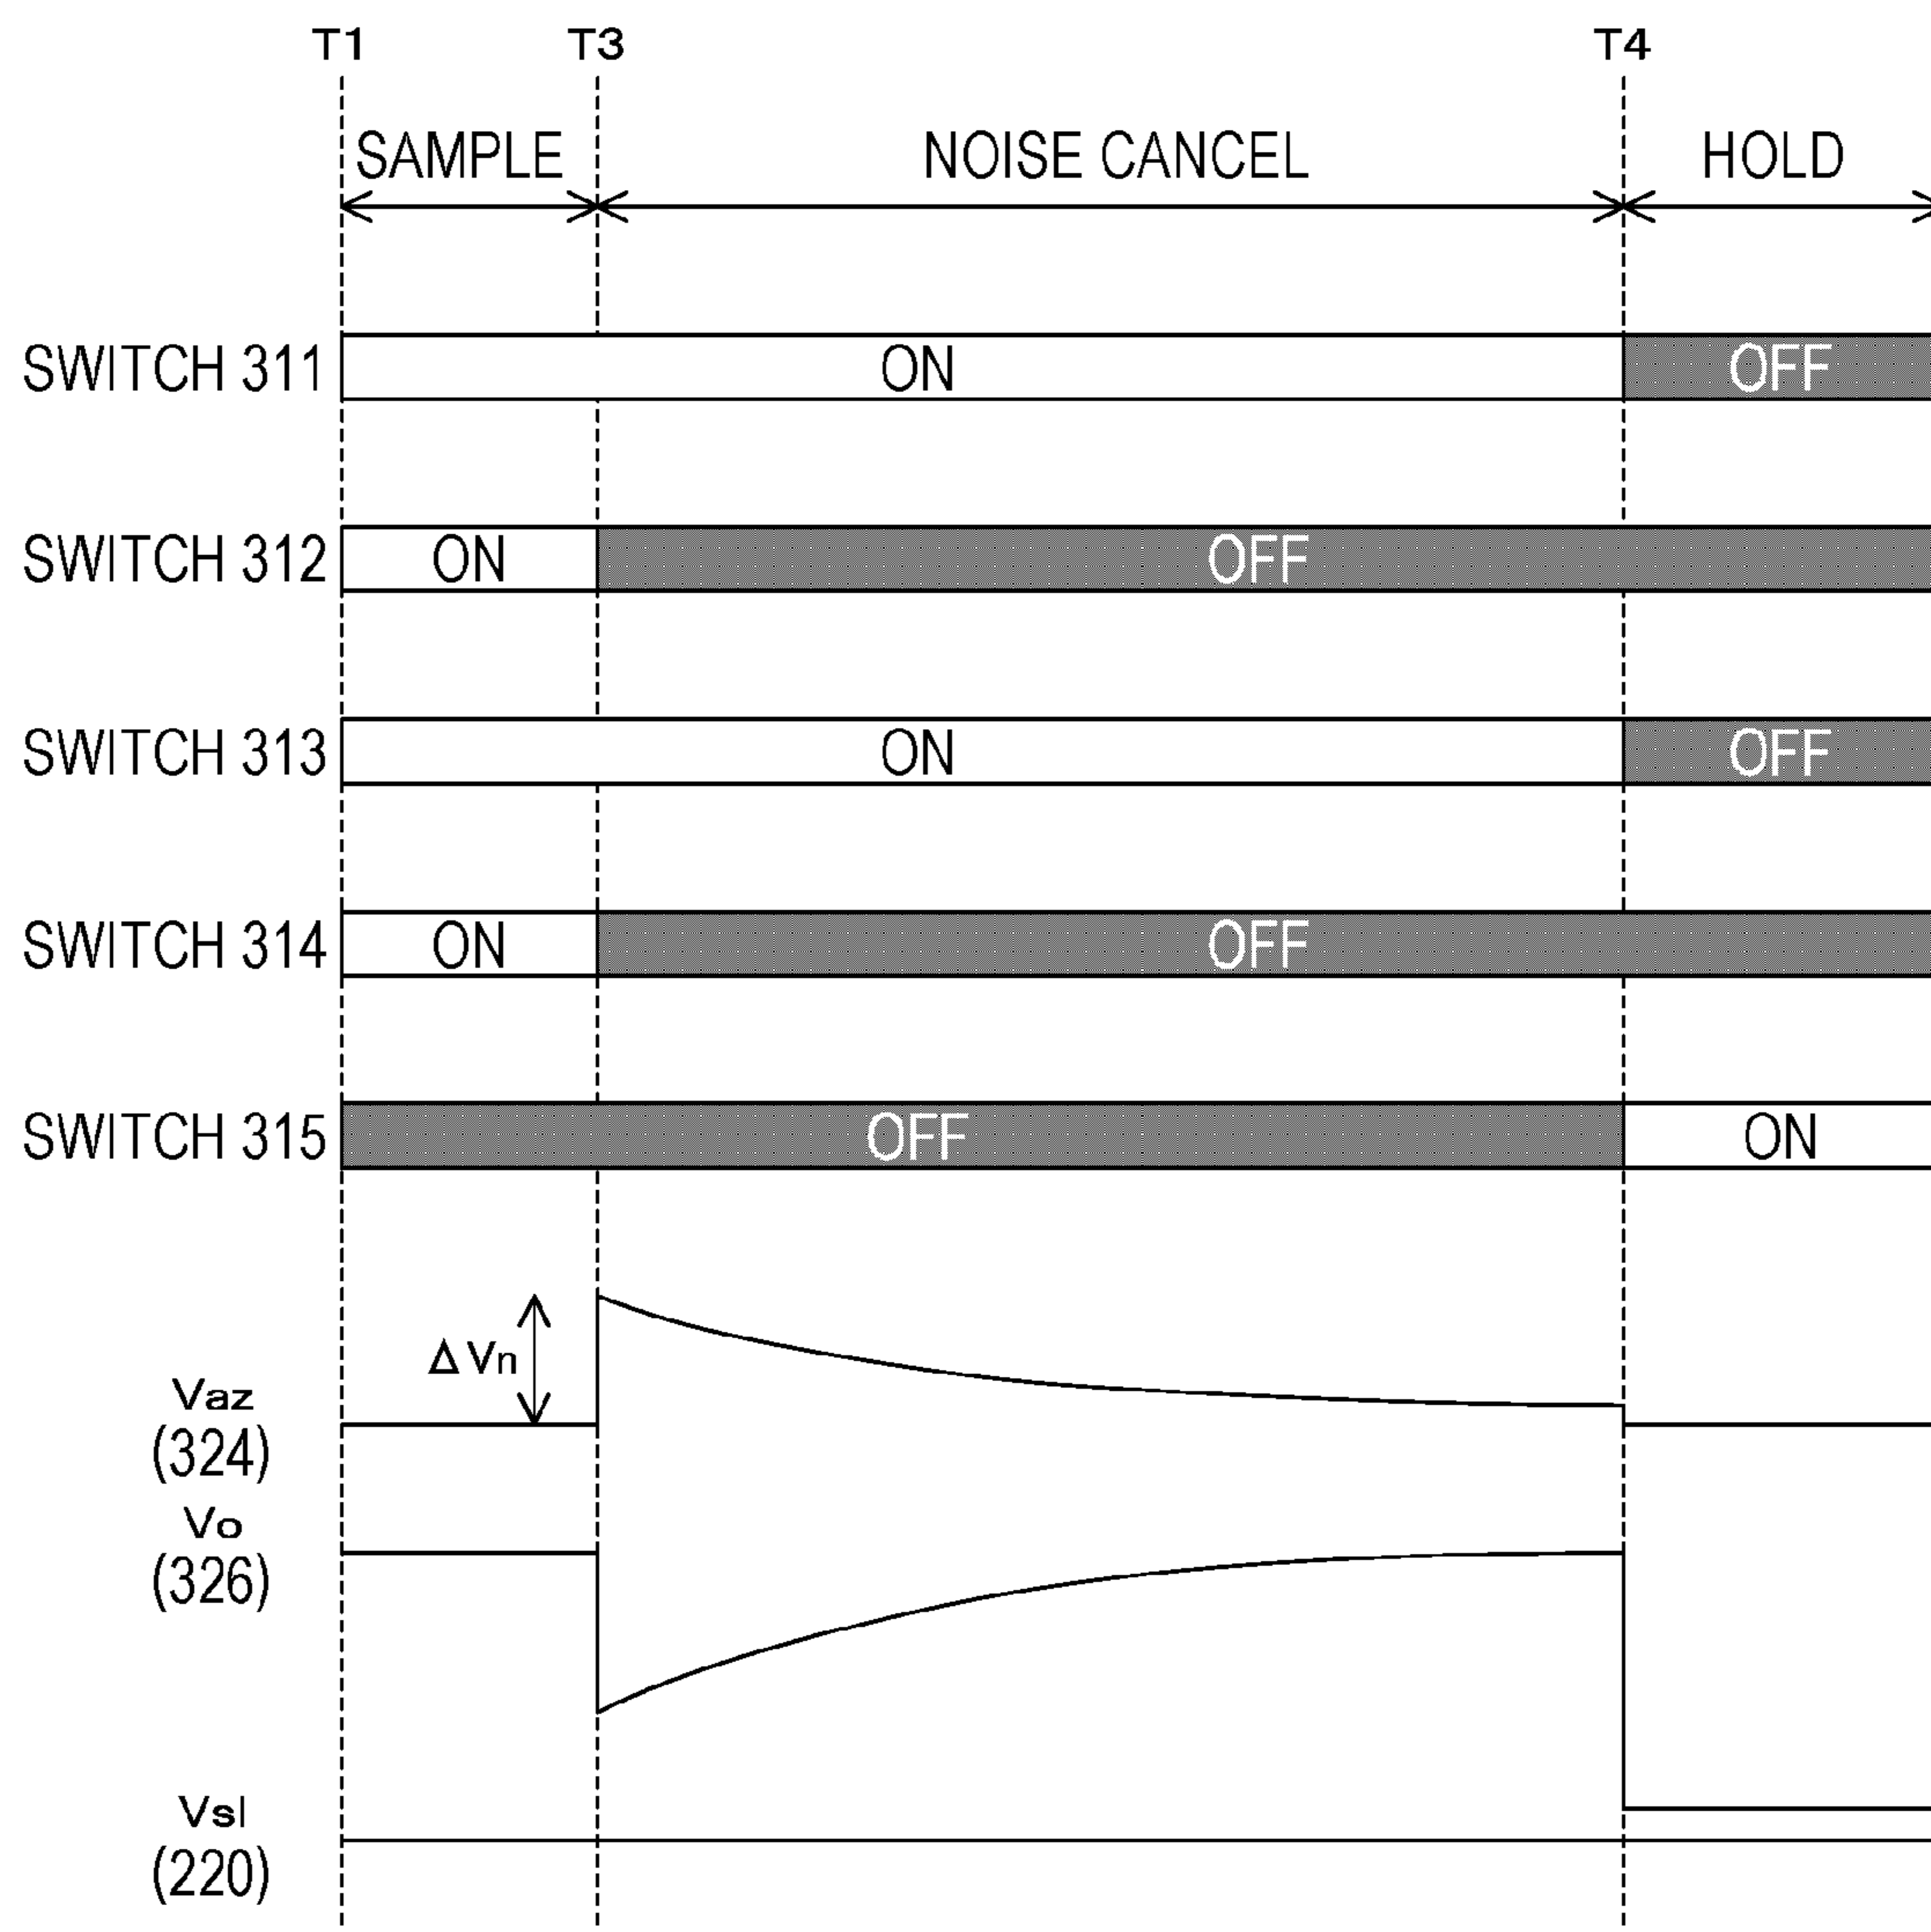 T1 T3 T4
SAMPLE NOISE CANCEL HOLD
SWITCH 311 ON OFF
SWITCH 312 ON OFF
SWITCH 313 ON OFF
SWITCH 314 ON OFF
SWITCH 315 OFF ON
Δ Vn
Vaz
(324)
Vo
(326)
Vsl
(220)